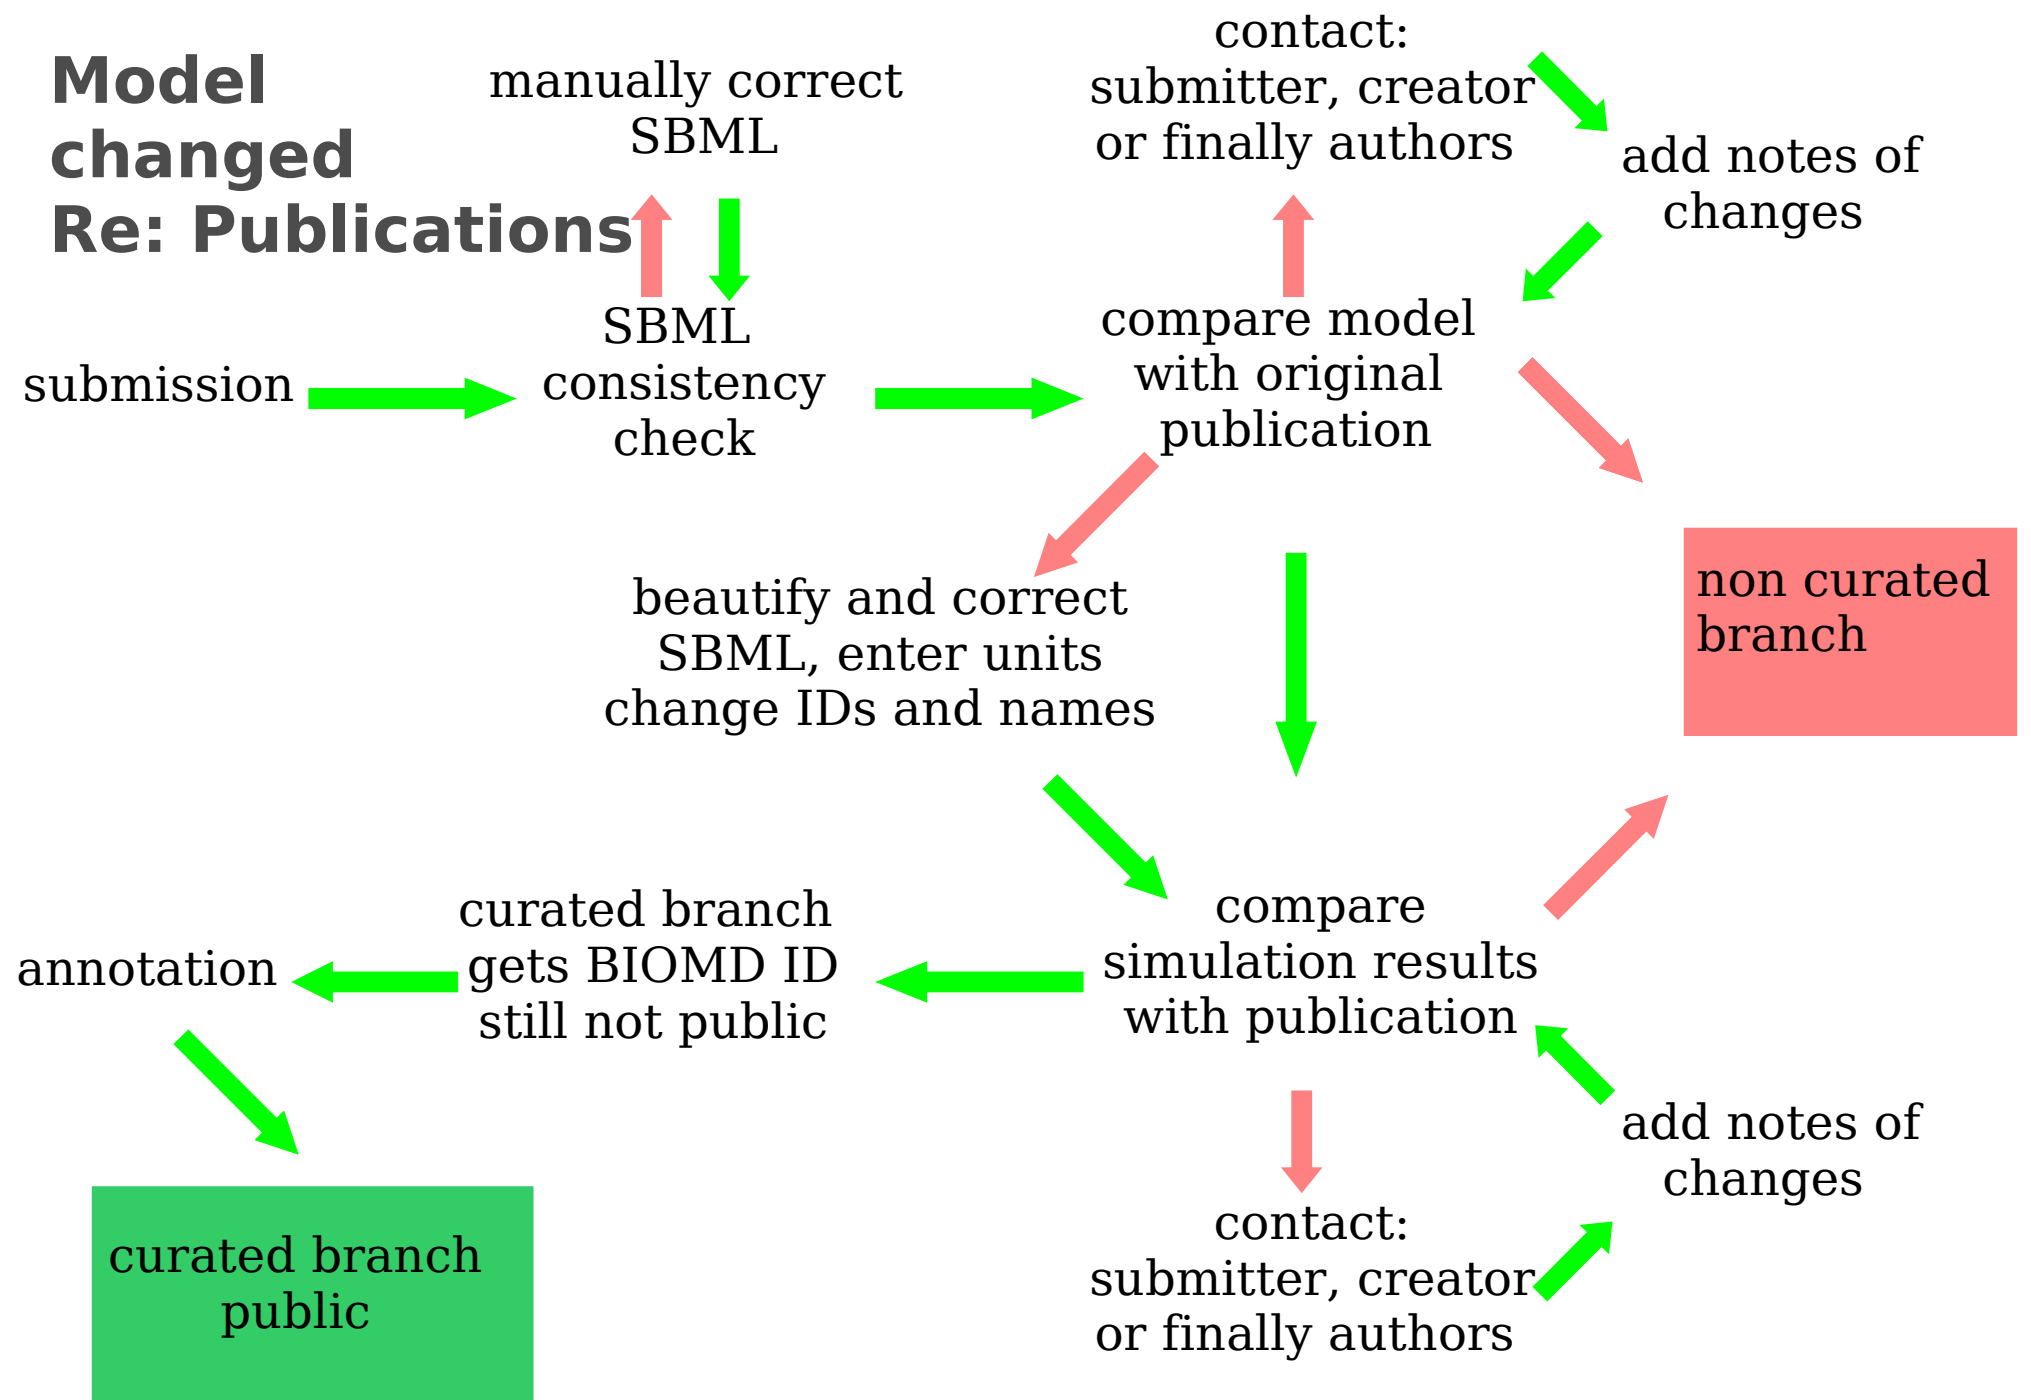 Model
changed
Re: Publications
manually correct
SBML
contact:
submitter, creator
or finally authors
add notes of
changes
submission
SBML
consistency
check
compare model
with original
publication
beautify and correct
SBML, enter units
change IDs and names
non curated
branch
annotation
curated branch
gets BIOMD ID
still not public
compare
simulation results
with publication
add notes of
changes
contact:
submitter, creator
or finally authors
curated branch
public